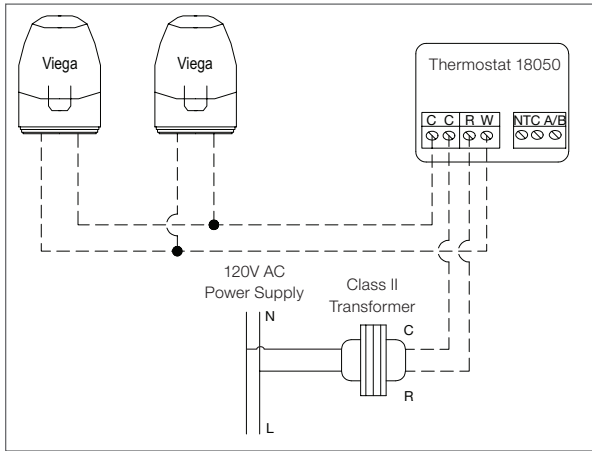 Viega
Viega
Thermostat 18050
C C R W
NTC A/B
120V AC
Power Supply
Class II
Transformer
N
C
R
L